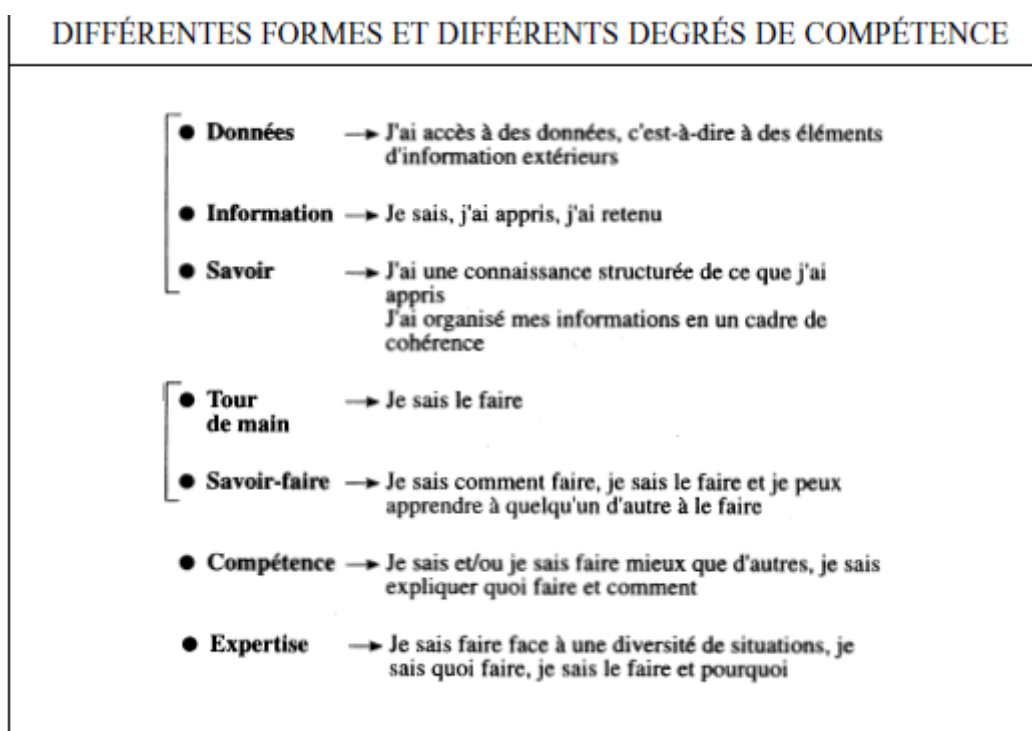 DIFFÉRENTES FORMES ET DIFFÉRENTS DEGRÉS DE COMPÉTENCE
● Données → J'ai accès à des données, c'est-à-dire à des éléments
d'information extérieurs
● Information → Je sais, j'ai appris, j'ai retenu
● Savoir → J'ai une connaissance structurée de ce que j'ai
appris
J'ai organisé mes informations en un cadre de
cohérence
● Tour → Je sais le faire
de main
● Savoir-faire → Je sais comment faire, je sais le faire et je peux
apprendre à quelqu'un d'autre à le faire
● Compétence → Je sais et/ou je sais faire mieux que d'autres, je sais
expliquer quoi faire et comment
● Expertise → Je sais faire face à une diversité de situations, je
sais quoi faire, je sais le faire et pourquoi